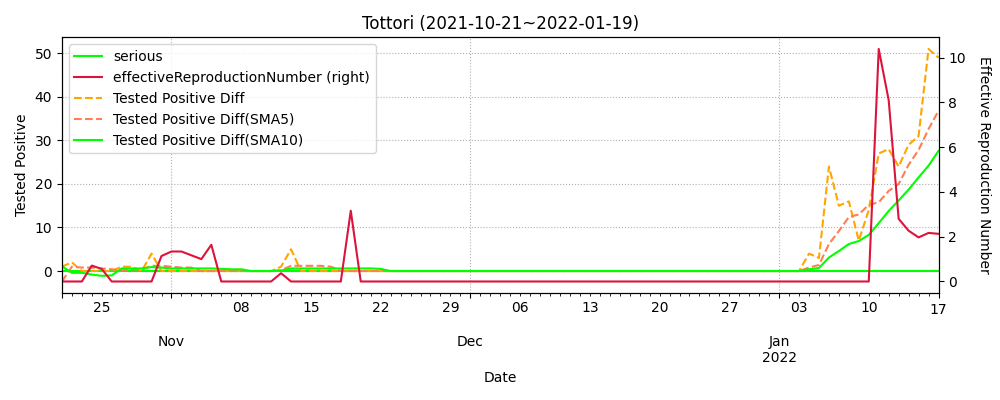 Tottori (2021-10-21~2022-01-19)
serious
effectiveReproductionNumber (right)
Tested Positive Diff
Tested Positive Diff(SMA5)
Tested Positive Diff(SMA10)
Tested Positive
50
40
30
20
10
0
Effective Reproduction Number
10
8
6
4
2
0
25 08 15 22 29 06 13 20 27 03 10 17
Nov Dec Jan
2022
Date